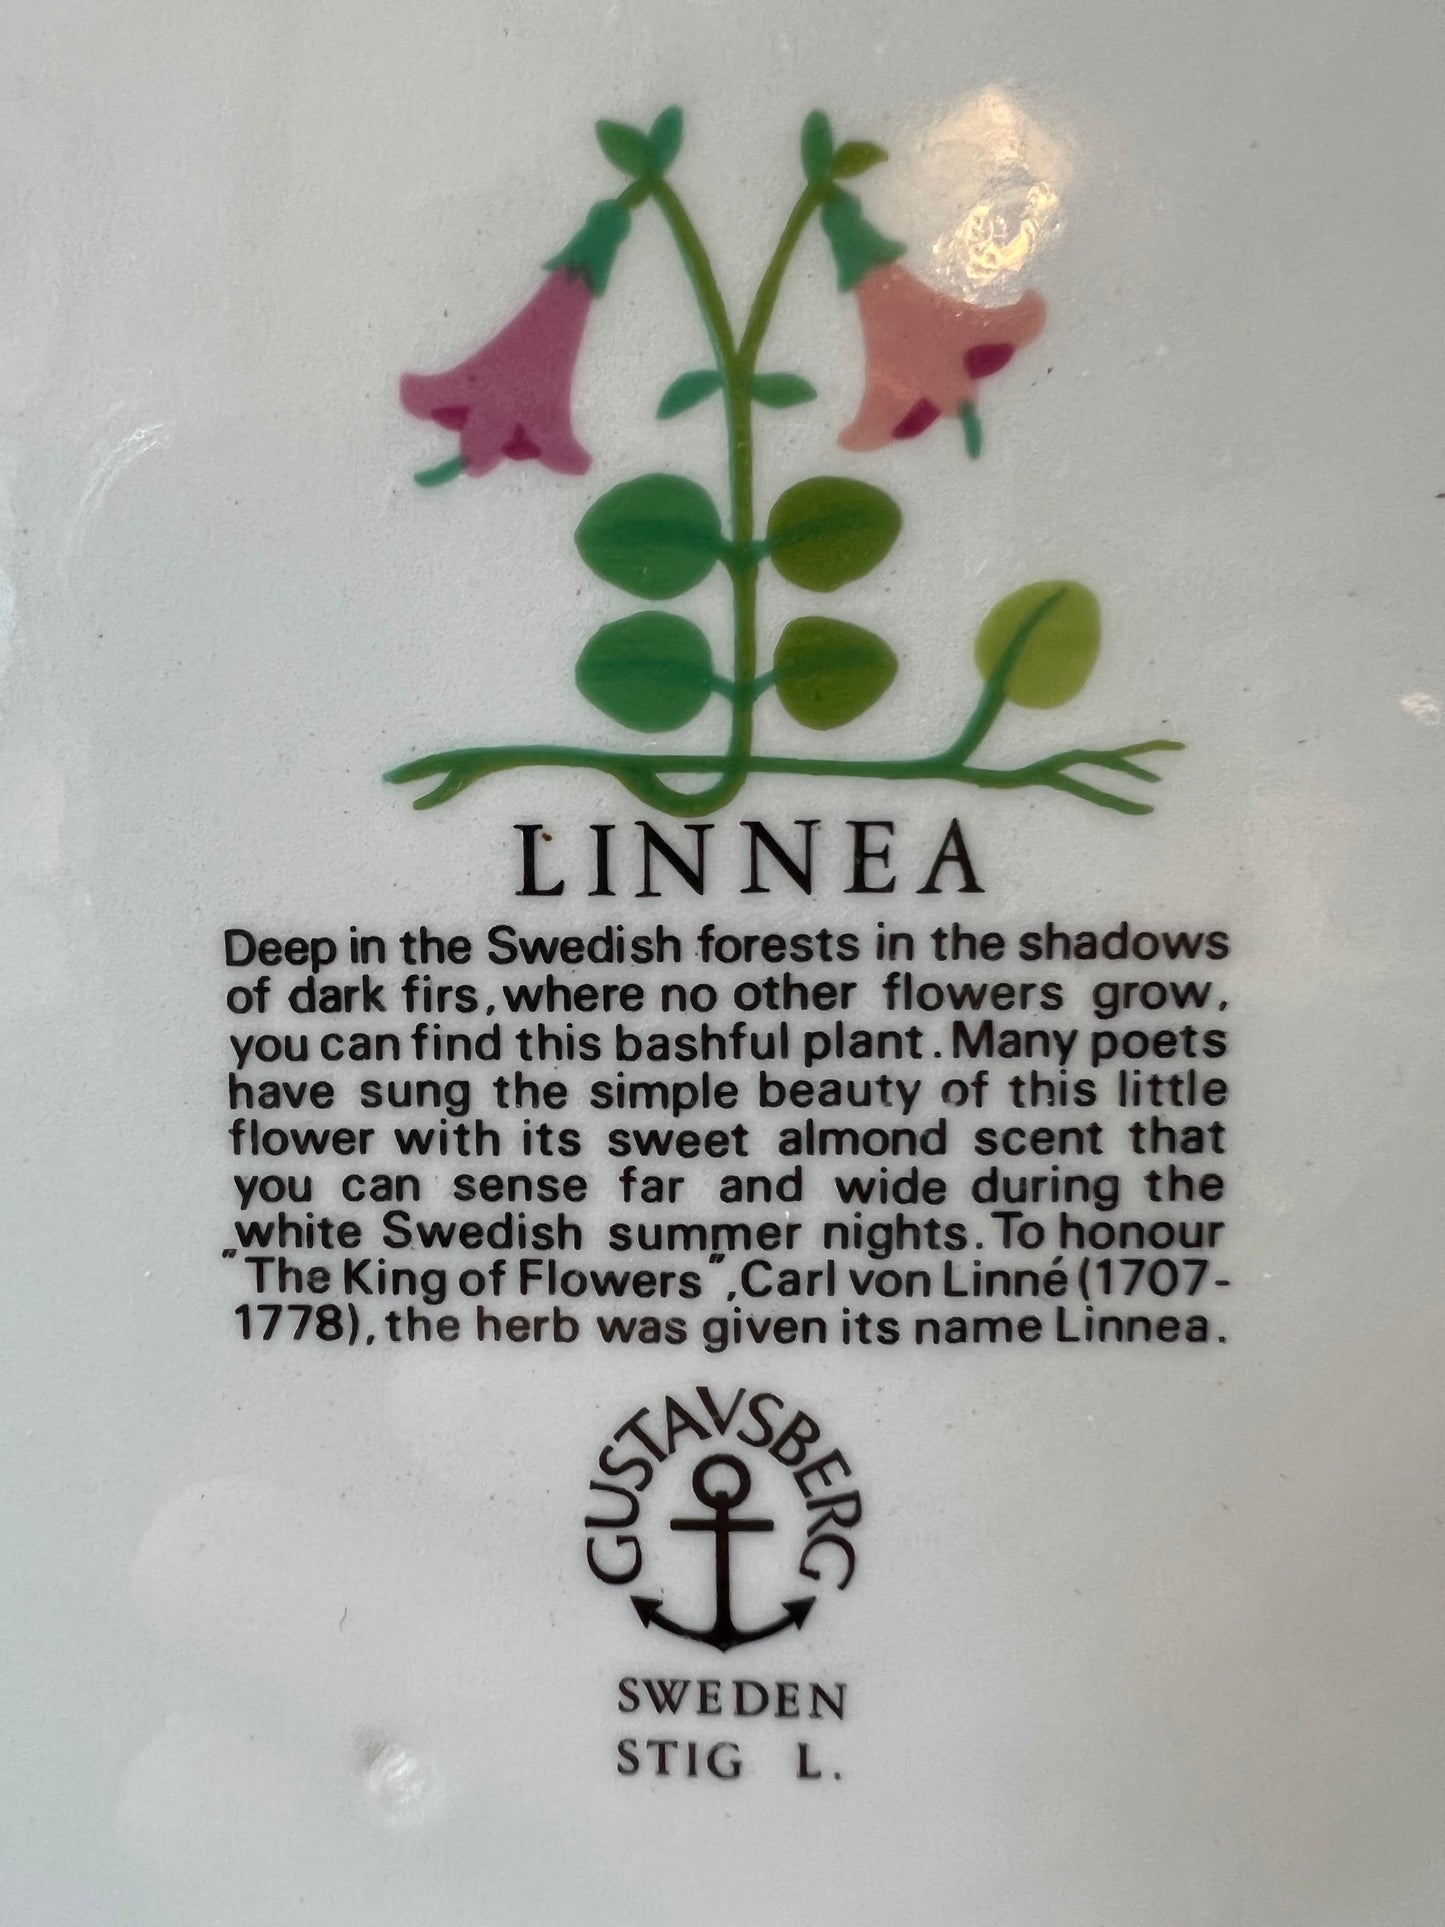 LINNEA
Deep in the Swedish forests in the shadows
of dark firs, where no other flowers grow,
you can find this bashful plant. Many poets
have sung the simple beauty of this little
flower with its sweet almond scent that
you can sense far and wide during the
white Swedish summer nights. To honour
"The King of Flowers", Carl von Linné (1707-
1778), the herb was given its name Linnea.
GUSTAVSBERG
SWEDEN
STIG L.